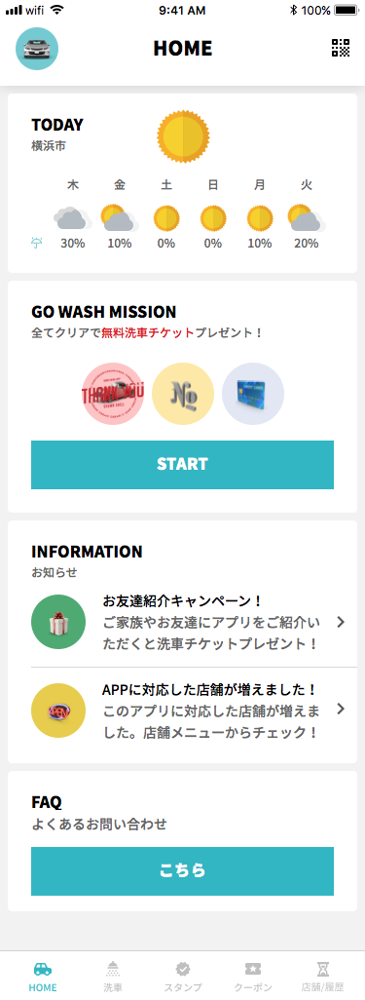 wifi 9:41 AM 100%
HOME
TODAY
横浜市
木 金 土 日 月 火
30% 10% 0% 0% 10% 20%
GO WASH MISSION
全てクリアで無料洗車チケットプレゼント！
THANK YOU
No
START
INFORMATION
お知らせ
お友達紹介キャンペーン！
ご家族やお友達にアプリをご紹介い
ただくと洗車チケットプレゼント！
OPEN
APPに対応した店舗が増えました！
このアプリに対応した店舗が増えま
した。店舗メニューからチェック！
FAQ
よくあるお問い合わせ
こちら
HOME 洗車 スタンプ クーポン 店舗/履歴